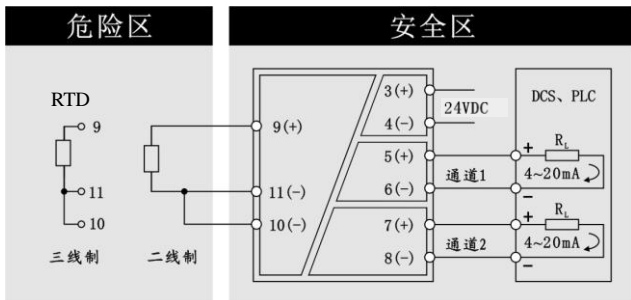 危险区
安全区
RTD
9
11
10
三线制
二线制
9(+)
11(-)
10(-)
3(+)
4(-)
5(+)
6(-)
7(+)
8(-)
24VDC
通道1
通道2
DCS、PLC
+
R_L
4~20mA
−
+
R_L
4~20mA
−